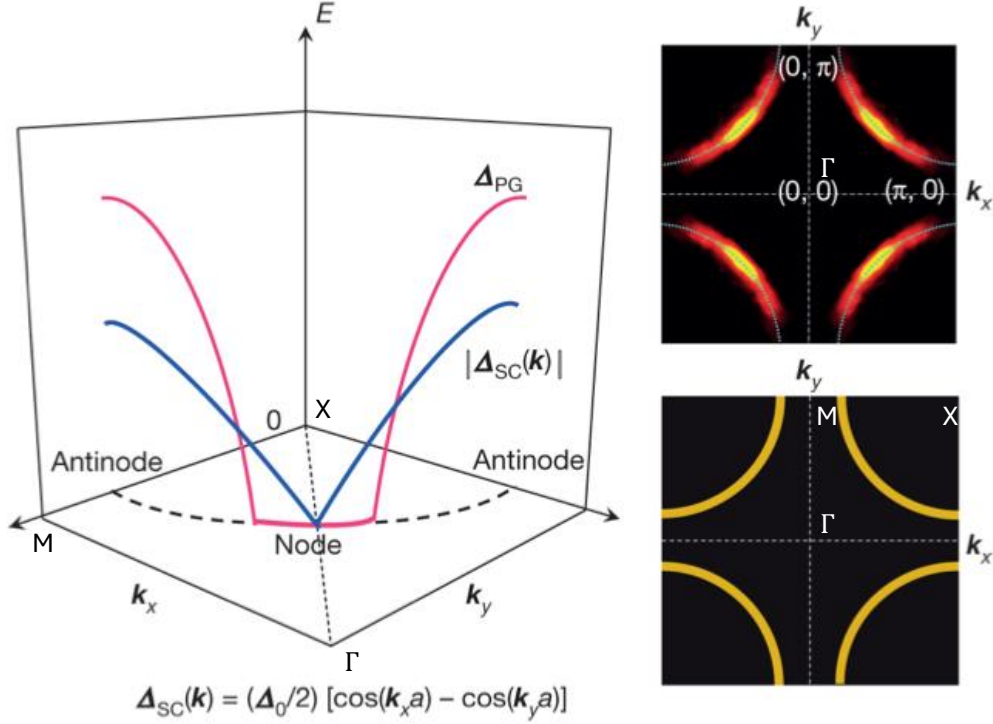 E
Δ_PG
|Δ_SC(k)|
0
X
Antinode
Antinode
Node
M
k_x
k_y
Γ
Δ_SC(k) = (Δ_0/2) [cos(k_x a) – cos(k_y a)]
k_y
(0, π)
Γ
(0, 0)
(π, 0)
k_x
k_y
M
X
Γ
k_x